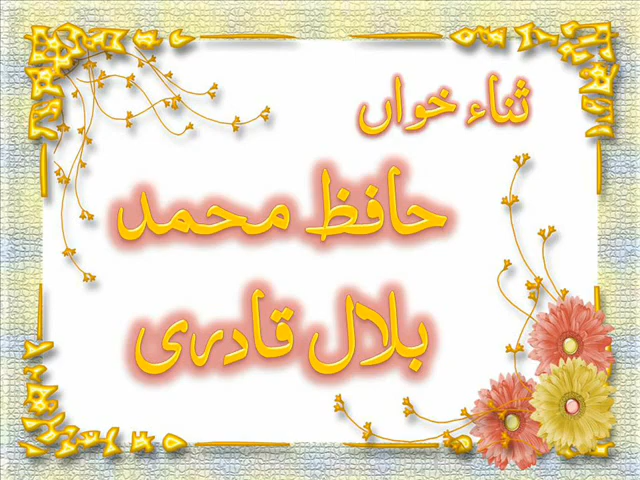 ثناء خواں
حافظ محمد
بلال قادری